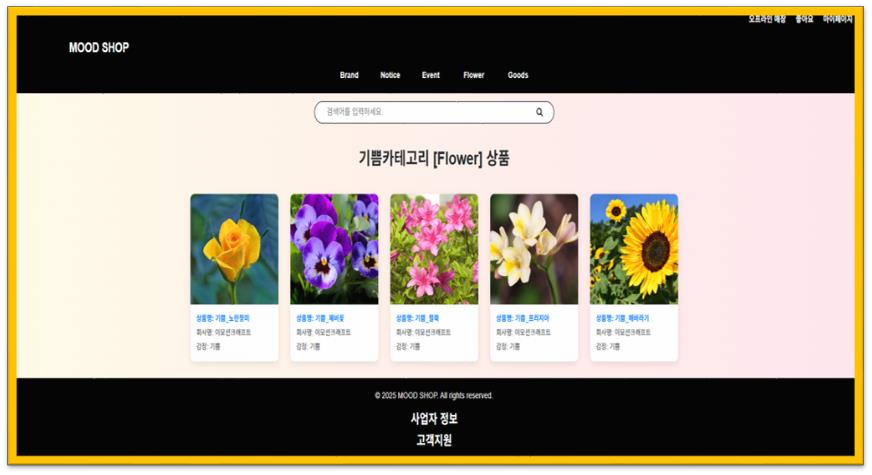 오프라인 매장 좋아요 마이페이지
MOOD SHOP
Brand Notice Event Flower Goods
검색어를 입력하세요.
기쁨카테고리 [Flower] 상품
상품명: 기쁨_노란장미
회사명: 이모션크래프트
감정: 기쁨
상품명: 기쁨_제비꽃
회사명: 이모션크래프트
감정: 기쁨
상품명: 기쁨_철쭉
회사명: 이모션크래프트
감정: 기쁨
상품명: 기쁨_프리지아
회사명: 이모션크래프트
감정: 기쁨
상품명: 기쁨_해바라기
회사명: 이모션크래프트
감정: 기쁨
© 2025 MOOD SHOP. All rights reserved.
사업자 정보
고객지원